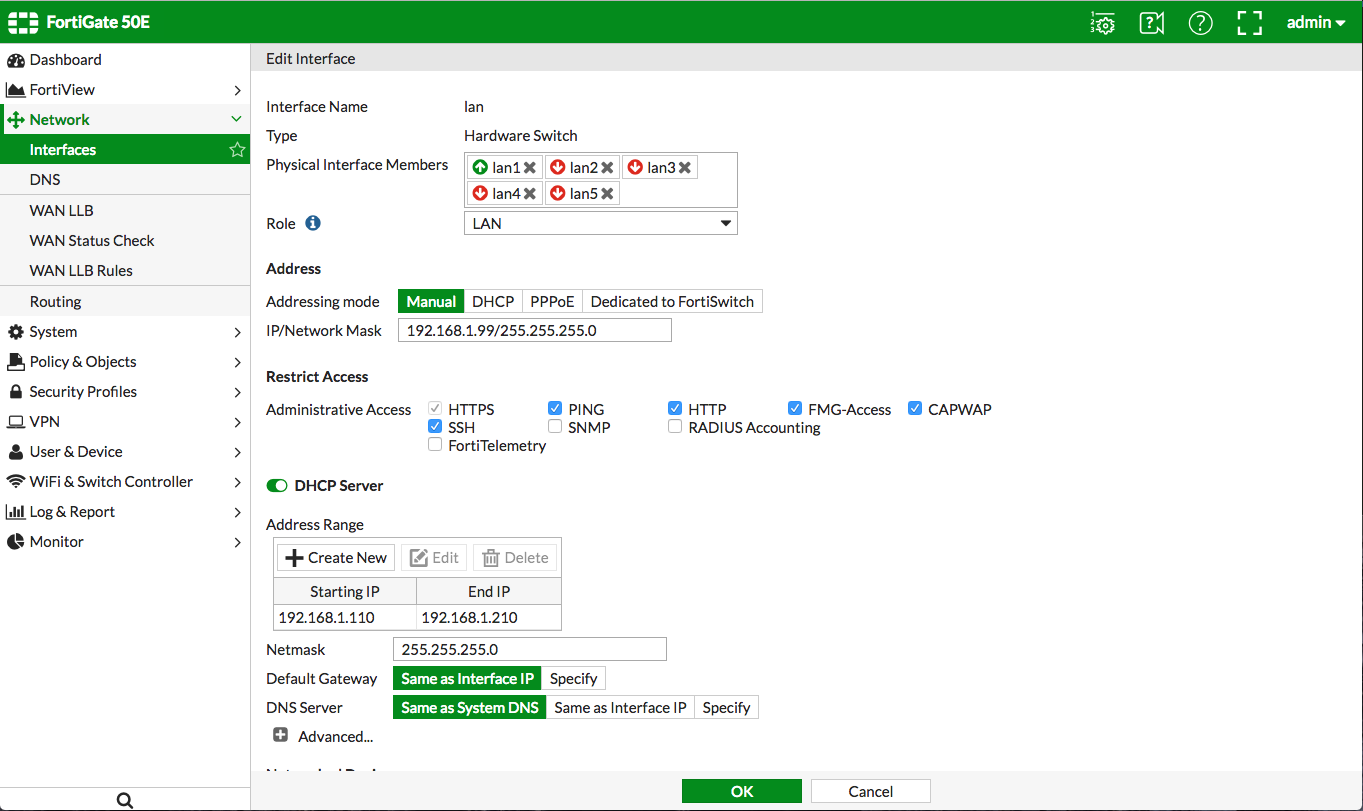 FortiGate 50E
admin
Dashboard
FortiView
Network
Interfaces
DNS
WAN LLB
WAN Status Check
WAN LLB Rules
Routing
System
Policy & Objects
Security Profiles
VPN
User & Device
WiFi & Switch Controller
Log & Report
Monitor
Edit Interface
Interface Name lan
Type Hardware Switch
Physical Interface Members lan1 lan2 lan3
lan4 lan5
Role LAN
Address
Addressing mode Manual DHCP PPPoE Dedicated to FortiSwitch
IP/Network Mask 192.168.1.99/255.255.255.0
Restrict Access
Administrative Access HTTPS PING HTTP FMG-Access CAPWAP
SSH SNMP RADIUS Accounting
FortiTelemetry
DHCP Server
Address Range
Create New Edit Delete
Starting IP End IP
192.168.1.110 192.168.1.210
Netmask 255.255.255.0
Default Gateway Same as Interface IP Specify
DNS Server Same as System DNS Same as Interface IP Specify
Advanced...
OK Cancel